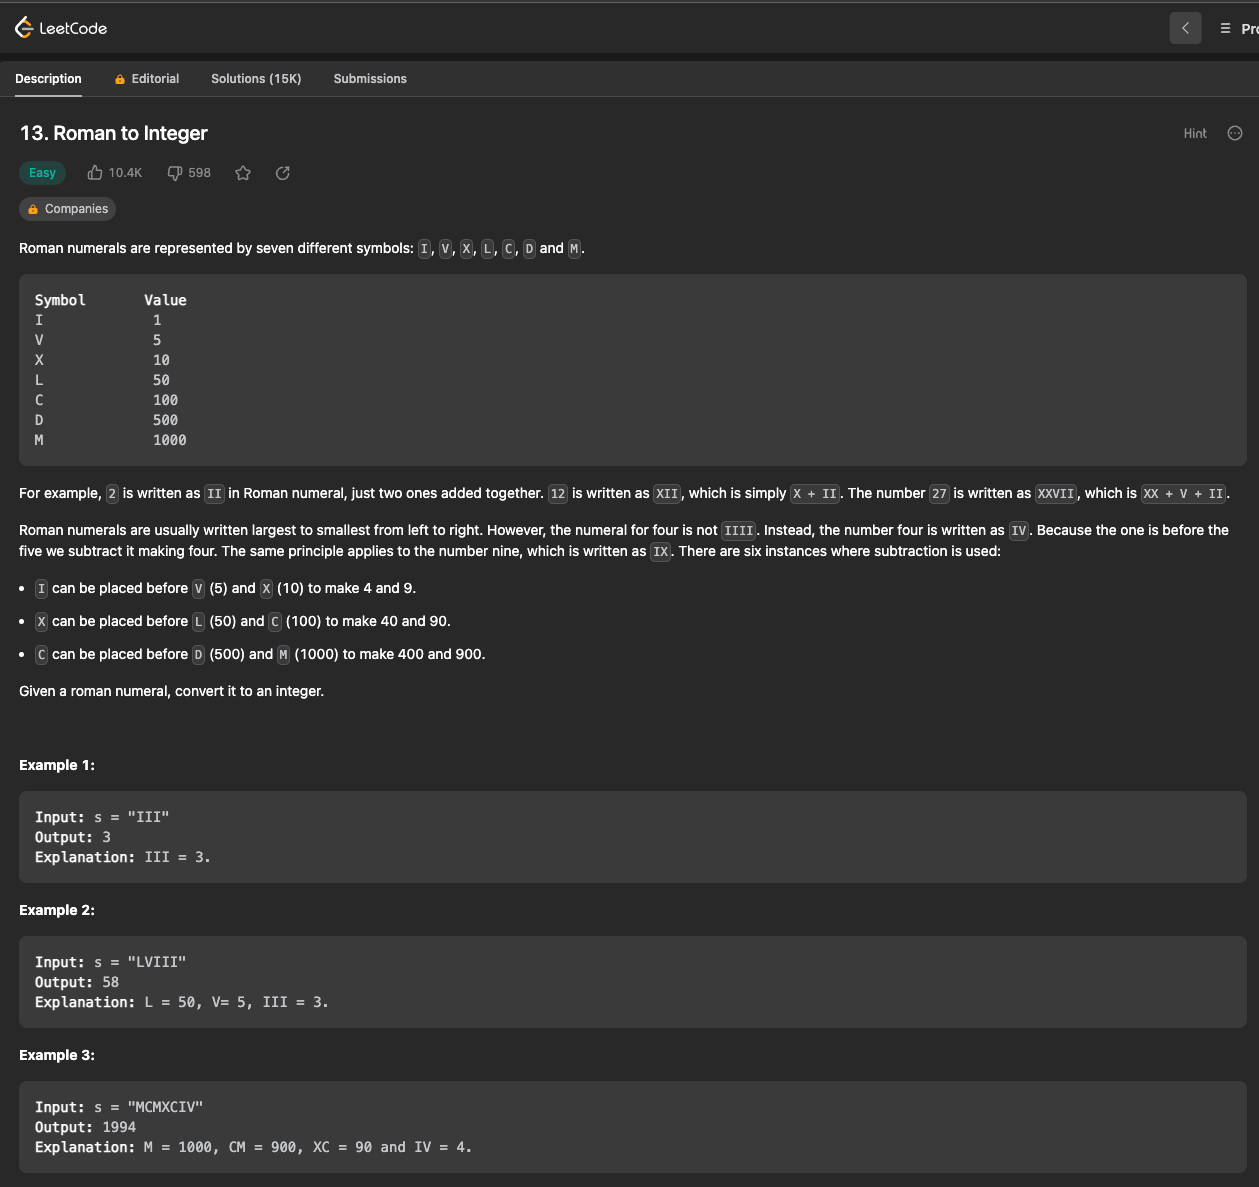 LeetCode
Pro
Description Editorial Solutions (15K) Submissions
13. Roman to Integer
Hint
Easy 10.4K 598
Companies
Roman numerals are represented by seven different symbols: I, V, X, L, C, D and M.
Symbol Value
I 1
V 5
X 10
L 50
C 100
D 500
M 1000
For example, 2 is written as II in Roman numeral, just two ones added together. 12 is written as XII, which is simply X + II. The number 27 is written as XXVII, which is XX + V + II.
Roman numerals are usually written largest to smallest from left to right. However, the numeral for four is not IIII. Instead, the number four is written as IV. Because the one is before the
five we subtract it making four. The same principle applies to the number nine, which is written as IX. There are six instances where subtraction is used:
• I can be placed before V (5) and X (10) to make 4 and 9.
• X can be placed before L (50) and C (100) to make 40 and 90.
• C can be placed before D (500) and M (1000) to make 400 and 900.
Given a roman numeral, convert it to an integer.
Example 1:
Input: s = "III"
Output: 3
Explanation: III = 3.
Example 2:
Input: s = "LVIII"
Output: 58
Explanation: L = 50, V= 5, III = 3.
Example 3:
Input: s = "MCMXCIV"
Output: 1994
Explanation: M = 1000, CM = 900, XC = 90 and IV = 4.